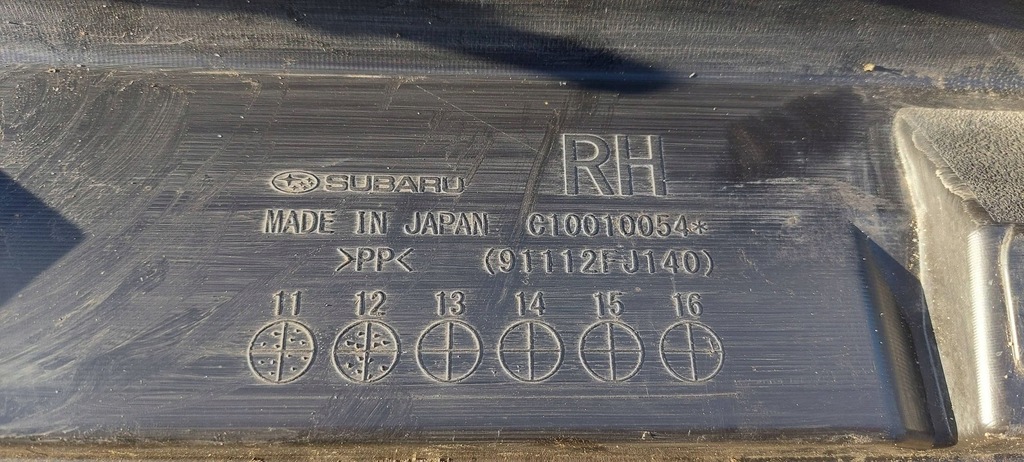 RH
SUBARU
MADE IN JAPAN C10010054*
>PP< (91112FJ140)
11 12 13 14 15 16